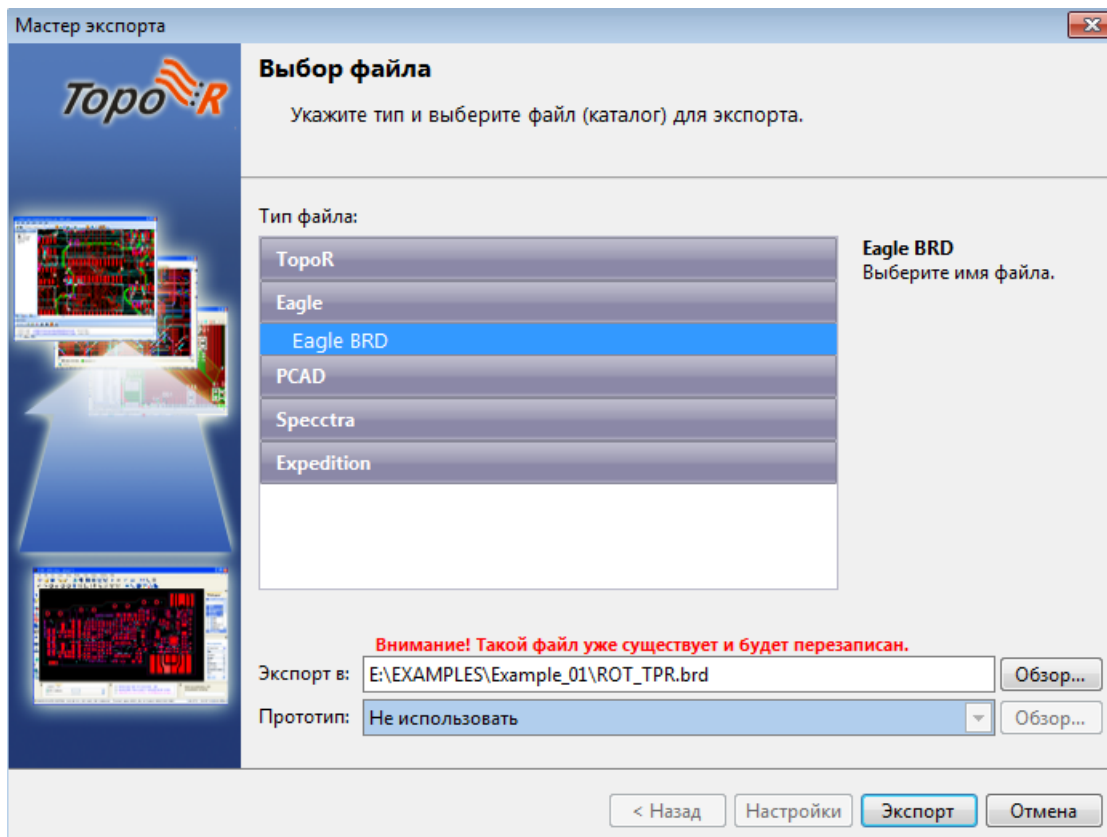 Мастер экспорта
TopoR
Выбор файла
Укажите тип и выберите файл (каталог) для экспорта.
Тип файла:
TopoR
Eagle
Eagle BRD
PCAD
Specctra
Expedition
Eagle BRD
Выберите имя файла.
Внимание! Такой файл уже существует и будет перезаписан.
Экспорт в: E:\EXAMPLES\Example_01\ROT_TPR.brd Обзор...
Прототип: Не использовать Обзор...
< Назад Настройки Экспорт Отмена